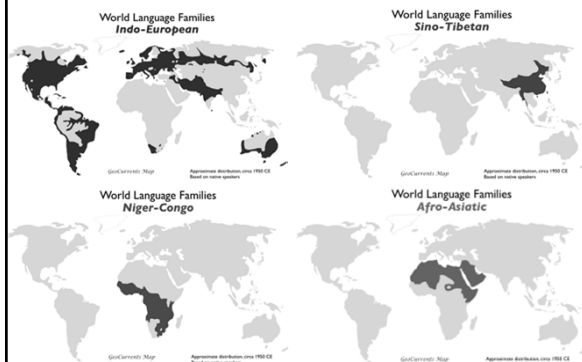 World Language Families
Indo-European
GeoCurrents Map
Approximate distribution, circa 1950 CE
Based on native speakers
World Language Families
Sino-Tibetan
GeoCurrents Map
Approximate distribution, circa 1950 CE
Based on native speakers
World Language Families
Niger-Congo
GeoCurrents Map
Approximate distribution, circa 1950 CE
World Language Families
Afro-Asiatic
GeoCurrents Map
Approximate distribution, circa 1950 CE